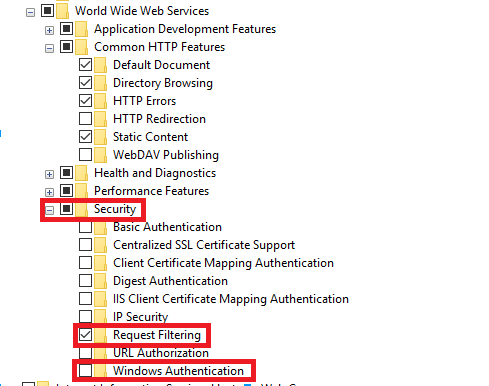 World Wide Web Services
Application Development Features
Common HTTP Features
Default Document
Directory Browsing
HTTP Errors
HTTP Redirection
Static Content
WebDAV Publishing
Health and Diagnostics
Performance Features
Security
Basic Authentication
Centralized SSL Certificate Support
Client Certificate Mapping Authentication
Digest Authentication
IIS Client Certificate Mapping Authentication
IP Security
Request Filtering
URL Authorization
Windows Authentication